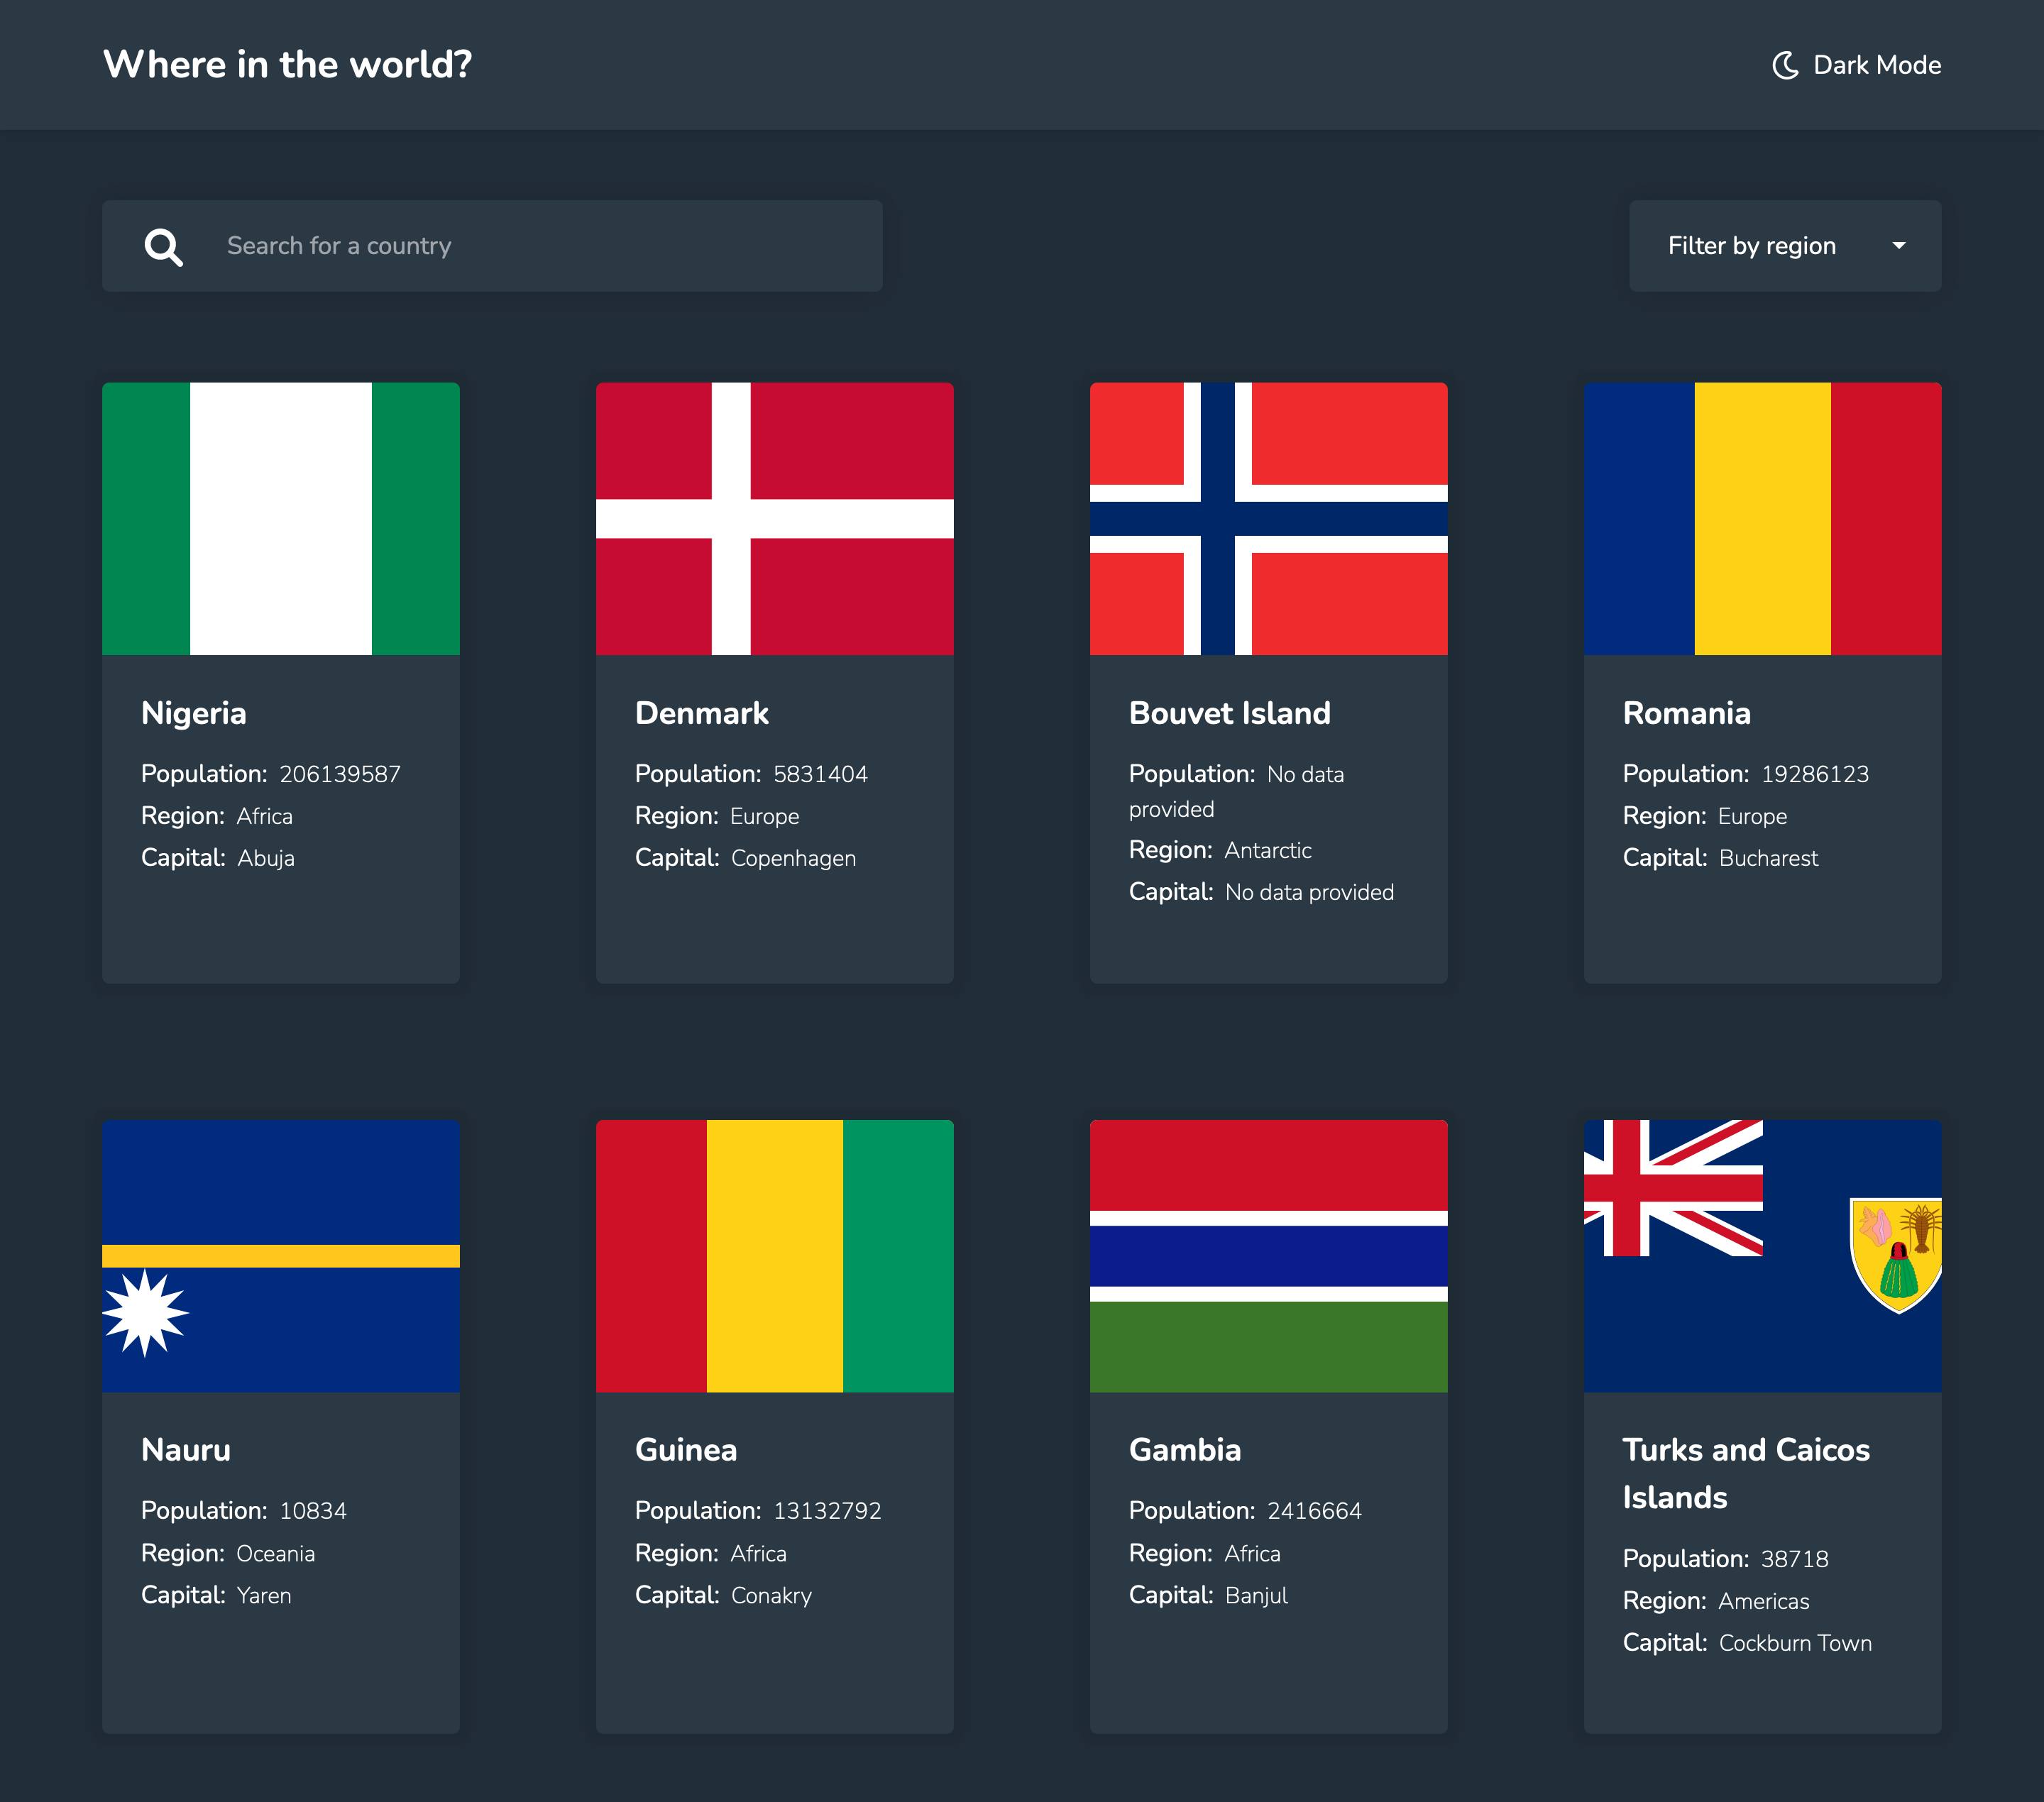 Where in the world?
Dark Mode
Search for a country
Filter by region
Nigeria
Population: 206139587
Region: Africa
Capital: Abuja
Denmark
Population: 5831404
Region: Europe
Capital: Copenhagen
Bouvet Island
Population: No data
provided
Region: Antarctic
Capital: No data provided
Romania
Population: 19286123
Region: Europe
Capital: Bucharest
Nauru
Population: 10834
Region: Oceania
Capital: Yaren
Guinea
Population: 13132792
Region: Africa
Capital: Conakry
Gambia
Population: 2416664
Region: Africa
Capital: Banjul
Turks and Caicos
Islands
Population: 38718
Region: Americas
Capital: Cockburn Town